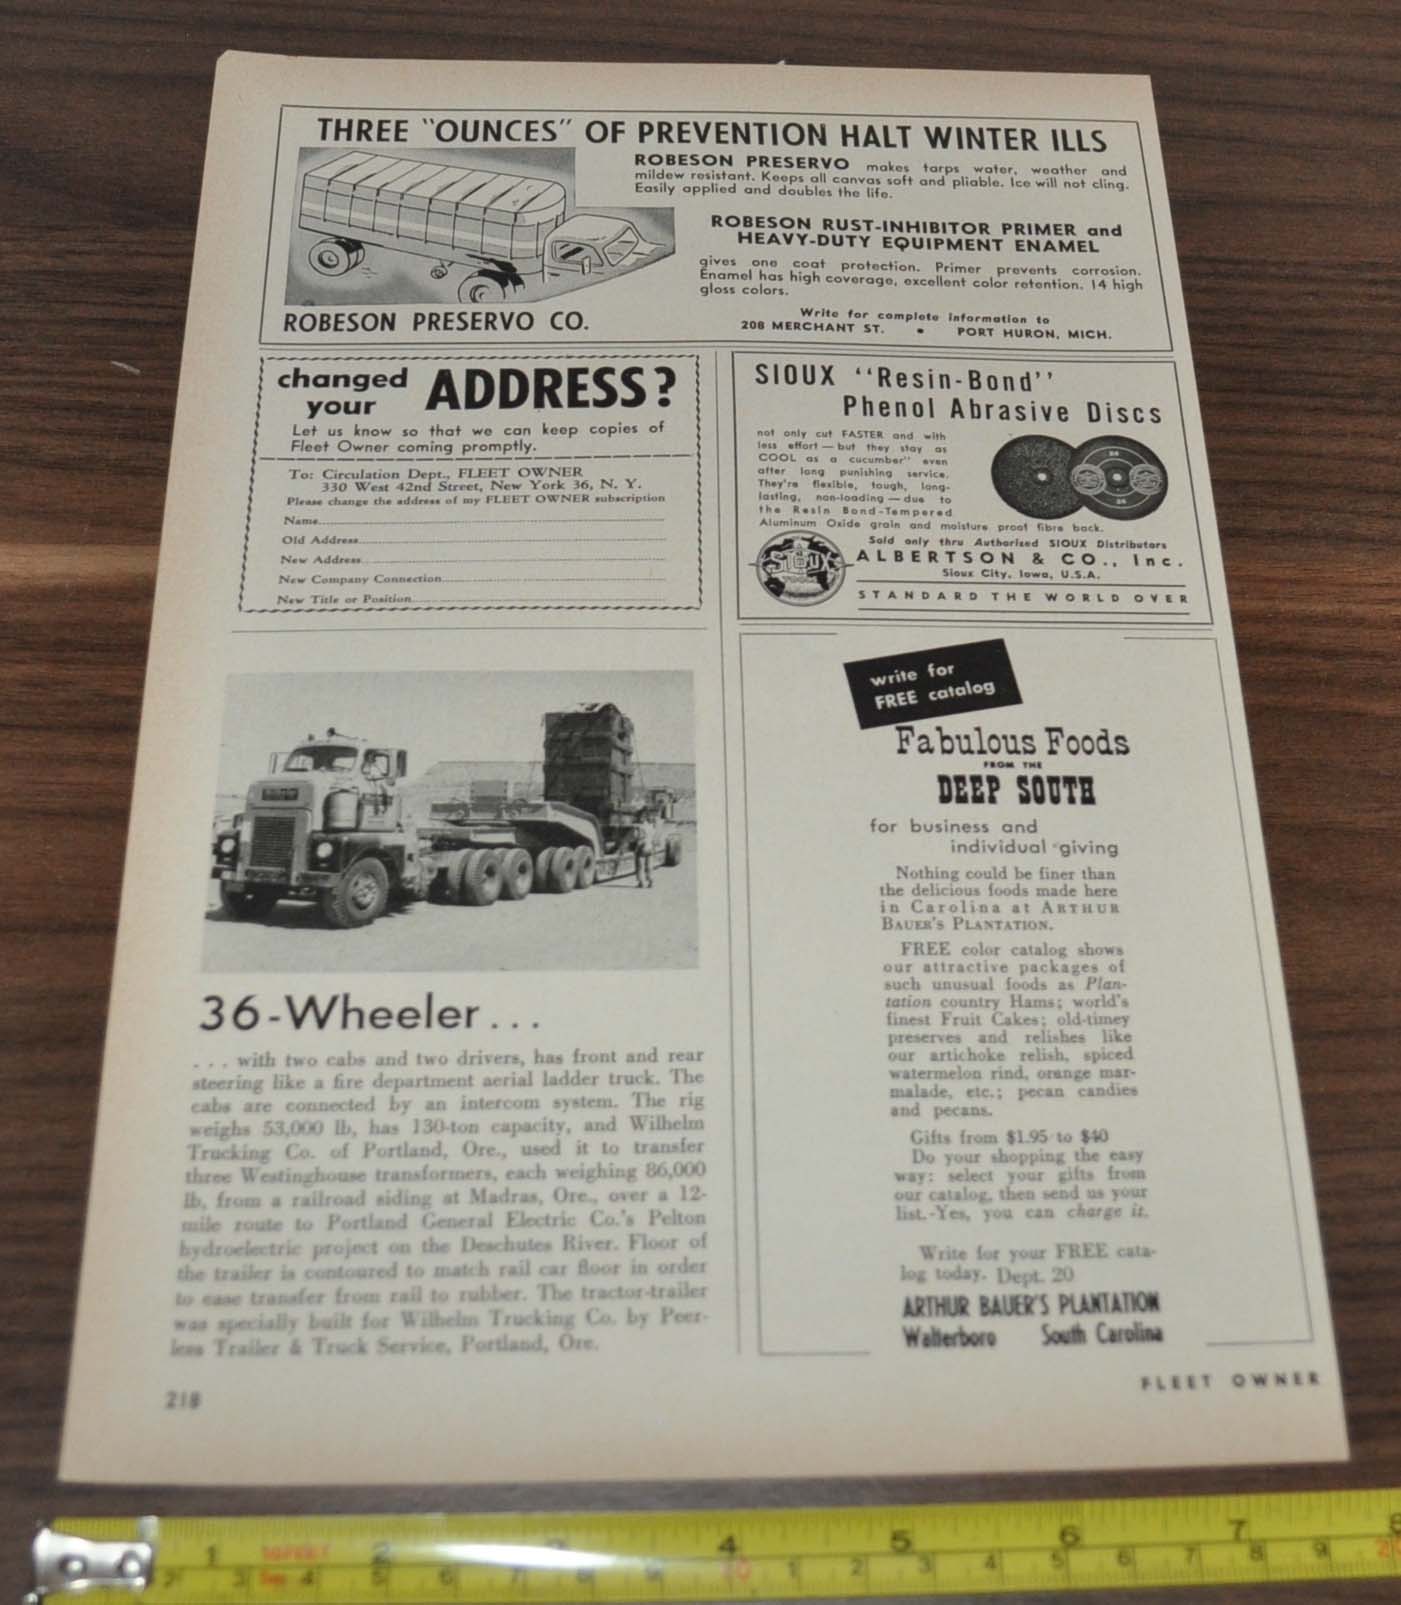 THREE "OUNCES" OF PREVENTION HALT WINTER ILLS
ROBESON PRESERVO makes tarps water, weather and
mildew resistant. Keeps all canvas soft and pliable. Ice will not cling.
Easily applied and doubles the life.
ROBESON RUST-INHIBITOR PRIMER and
HEAVY-DUTY EQUIPMENT ENAMEL
gives one coat protection. Primer prevents corrosion.
Enamel has high coverage, excellent color retention. 14 high
gloss colors.
Write for complete information to
ROBESON PRESERVO CO.
208 MERCHANT ST. • PORT HURON, MICH.
changed
your
ADDRESS?
Let us know so that we can keep copies of
Fleet Owner coming promptly.
To: Circulation Dept., FLEET OWNER
330 West 42nd Street, New York 36, N. Y.
Please change the address of my FLEET OWNER subscription
Name
Old Address
New Address
New Company Connection
New Title or Position
SIOUX "Resin-Bond"
Phenol Abrasive Discs
not only cut FASTER and with
less effort — but they stay as
COOL as a cucumber" even
after long punishing service.
They're flexible, tough, long-
lasting, non-loading — due to
the Resin Bond-Tempered
Aluminum Oxide grain and moisture proof fibre back.
Sold only thru Authorized SIOUX Distributors
SIOUX
TOOLS
ALBERTSON & CO., Inc.
Sioux City, Iowa, U.S.A.
STANDARD THE WORLD OVER
36-Wheeler...
. . . with two cabs and two drivers, has front and rear
steering like a fire department aerial ladder truck. The
cabs are connected by an intercom system. The rig
weighs 53,000 lb, has 130-ton capacity, and Wilhelm
Trucking Co. of Portland, Ore., used it to transfer
three Westinghouse transformers, each weighing 86,000
lb, from a railroad siding at Madras, Ore., over a 12-
mile route to Portland General Electric Co.'s Pelton
hydroelectric project on the Deschutes River. Floor of
the trailer is contoured to match rail car floor in order
to ease transfer from rail to rubber. The tractor-trailer
was specially built for Wilhelm Trucking Co. by Peer-
less Trailer & Truck Service, Portland, Ore.
write for
FREE catalog
Fabulous Foods
FROM THE
DEEP SOUTH
for business and
individual giving
Nothing could be finer than
the delicious foods made here
in Carolina at ARTHUR
BAUER'S PLANTATION.
FREE color catalog shows
our attractive packages of
such unusual foods as Plan-
tation country Hams; world's
finest Fruit Cakes; old-timey
preserves and relishes like
our artichoke relish, spiced
watermelon rind, orange mar-
malade, etc.; pecan candies
and pecans.
Gifts from $1.95 to $40
Do your shopping the easy
way: select your gifts from
our catalog, then send us your
list.-Yes, you can charge it.
Write for your FREE cata-
log today. Dept. 20
ARTHUR BAUER'S PLANTATION
Walterboro South Carolina
218
FLEET OWNER
1 2 4 5 6 7 8